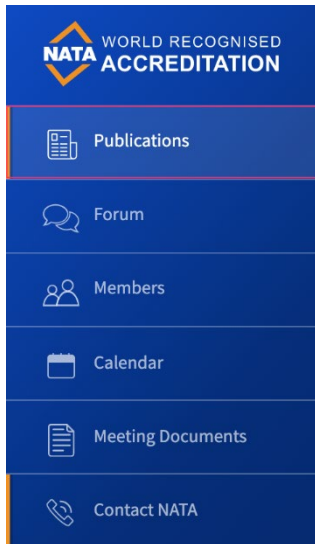 NATA
WORLD RECOGNISED
ACCREDITATION
Publications
Forum
Members
Calendar
Meeting Documents
Contact NATA